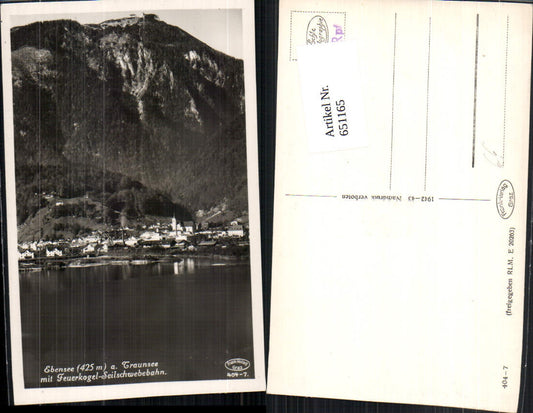 Ebensee (425 m) a. Traunsee
mit Feuerkogel-Seilschwebebahn.
404-7.
Artikel Nr.
651165
1942-43 Nachdruck verboten
(freigegeben RLM. E 20263)
404-7